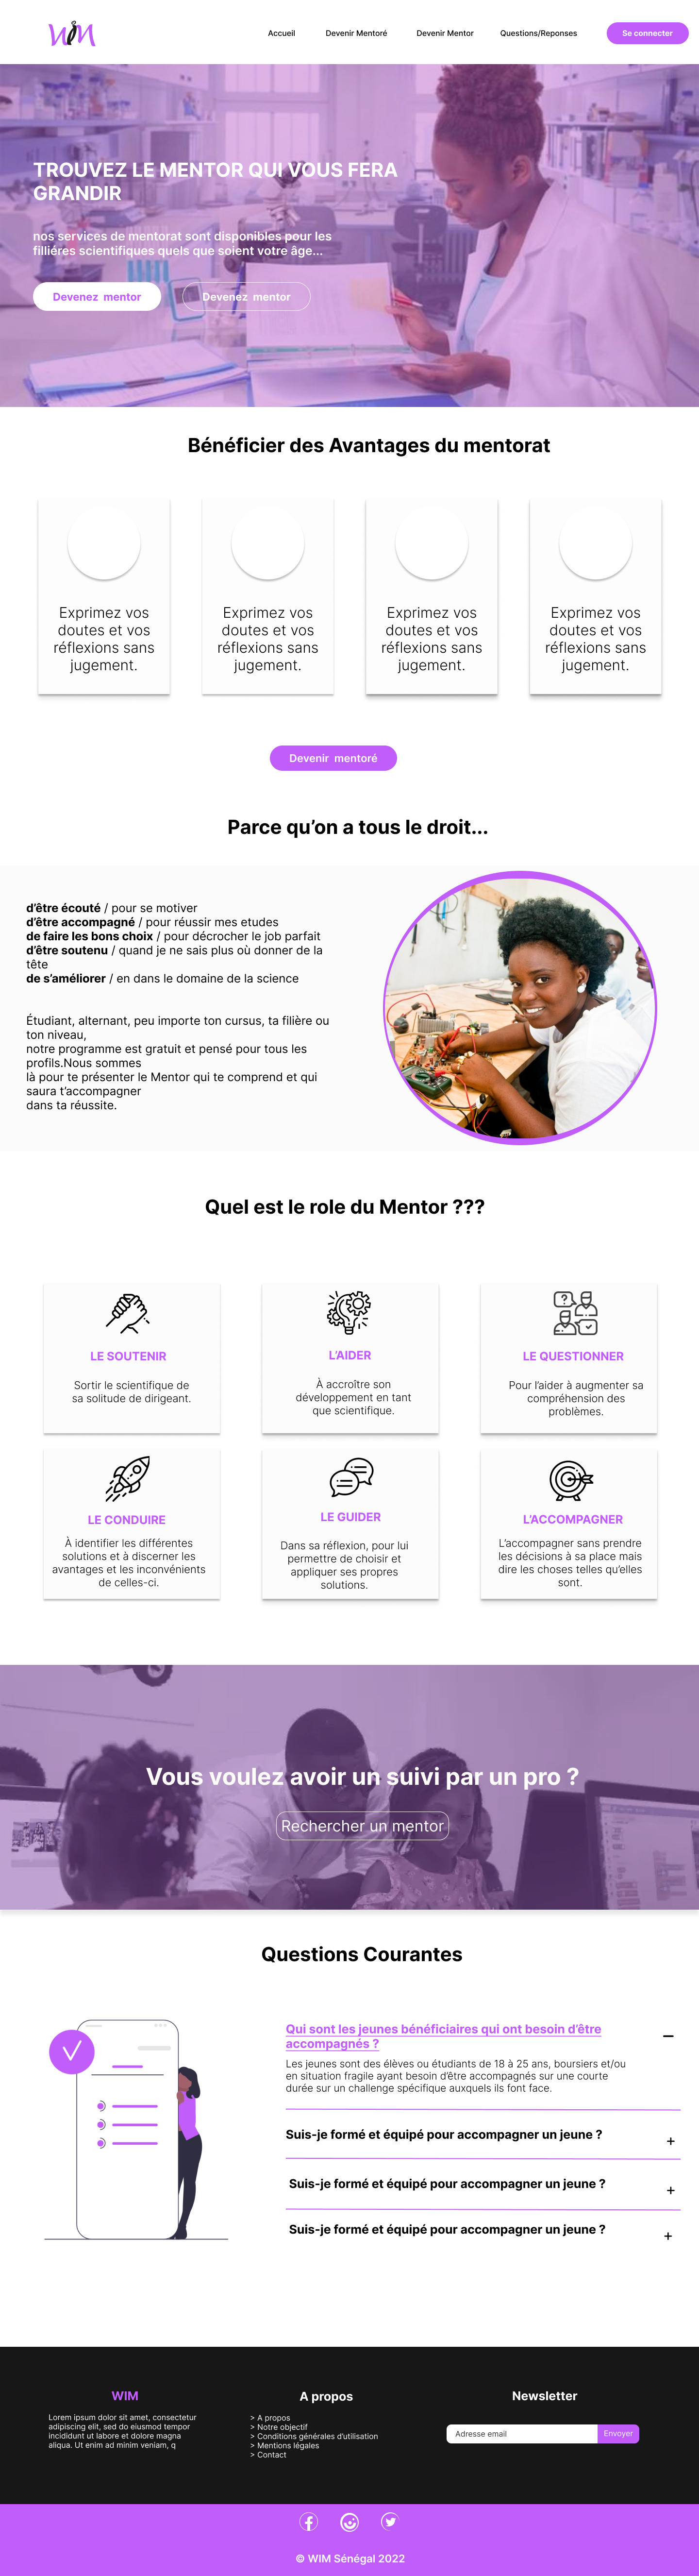 WIM
Accueil
Devenir Mentoré
Devenir Mentor
Questions/Reponses
Se connecter
TROUVEZ LE MENTOR QUI VOUS FERA
GRANDIR
nos services de mentorat sont disponibles pour les
filliéres scientifiques quels que soient votre âge...
Devenez mentor
Devenez mentor
Bénéficier des Avantages du mentorat
Exprimez vos
doutes et vos
réflexions sans
jugement.
Exprimez vos
doutes et vos
réflexions sans
jugement.
Exprimez vos
doutes et vos
réflexions sans
jugement.
Exprimez vos
doutes et vos
réflexions sans
jugement.
Devenir mentoré
Parce qu’on a tous le droit...
d’être écouté / pour se motiver
d’être accompagné / pour réussir mes etudes
de faire les bons choix / pour décrocher le job parfait
d’être soutenu / quand je ne sais plus où donner de la
tête
de s’améliorer / en dans le domaine de la science
Étudiant, alternant, peu importe ton cursus, ta filière ou
ton niveau,
notre programme est gratuit et pensé pour tous les
profils.Nous sommes
là pour te présenter le Mentor qui te comprend et qui
saura t’accompagner
dans ta réussite.
Quel est le role du Mentor ???
LE SOUTENIR
Sortir le scientifique de
sa solitude de dirigeant.
L’AIDER
À accroître son
développement en tant
que scientifique.
LE QUESTIONNER
Pour l’aider à augmenter sa
compréhension des
problèmes.
LE CONDUIRE
À identifier les différentes
solutions et à discerner les
avantages et les inconvénients
de celles-ci.
LE GUIDER
Dans sa réflexion, pour lui
permettre de choisir et
appliquer ses propres
solutions.
L’ACCOMPAGNER
L’accompagner sans prendre
les décisions à sa place mais
dire les choses telles qu’elles
sont.
Vous voulez avoir un suivi par un pro ?
Rechercher un mentor
Questions Courantes
Qui sont les jeunes bénéficiaires qui ont besoin d’être
accompagnés ?
Les jeunes sont des élèves ou étudiants de 18 à 25 ans, boursiers et/ou
en situation fragile ayant besoin d’être accompagnés sur une courte
durée sur un challenge spécifique auxquels ils font face.
Suis-je formé et équipé pour accompagner un jeune ?
+
Suis-je formé et équipé pour accompagner un jeune ?
+
Suis-je formé et équipé pour accompagner un jeune ?
+
WIM
Lorem ipsum dolor sit amet, consectetur
adipiscing elit, sed do eiusmod tempor
incididunt ut labore et dolore magna
aliqua. Ut enim ad minim veniam, q
A propos
> A propos
> Notre objectif
> Conditions générales d’utilisation
> Mentions légales
> Contact
Newsletter
Adresse email
Envoyer
© WIM Sénégal 2022